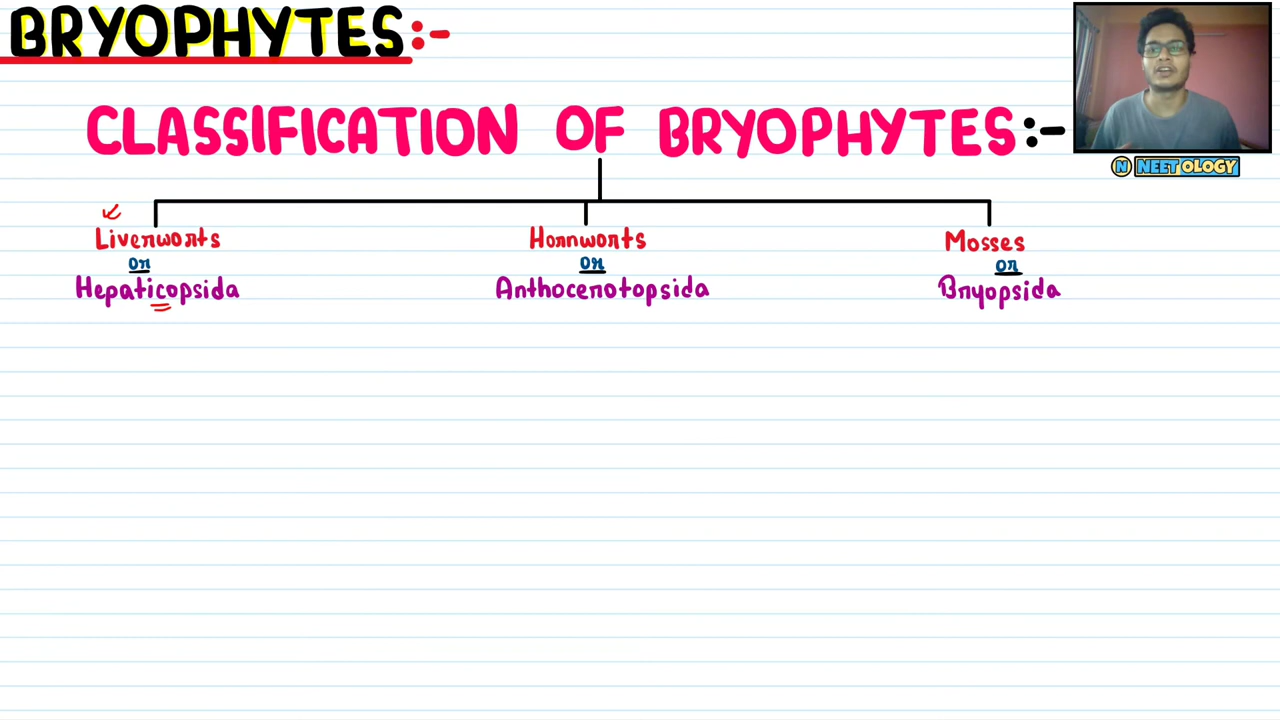 BRYOPHYTES:-
CLASSIFICATION OF BRYOPHYTES:-
N NEETOLOGY
Liverworts
or
Hepaticopsida
Hornworts
or
Anthocerotopsida
Mosses
or
Bryopsida